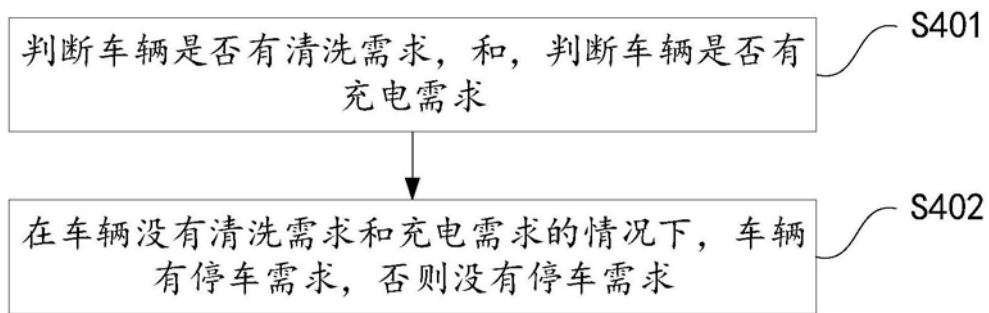 判断车辆是否有清洗需求，和，判断车辆是否有
充电需求
S401
在车辆没有清洗需求和充电需求的情况下，车辆
有停车需求，否则没有停车需求
S402